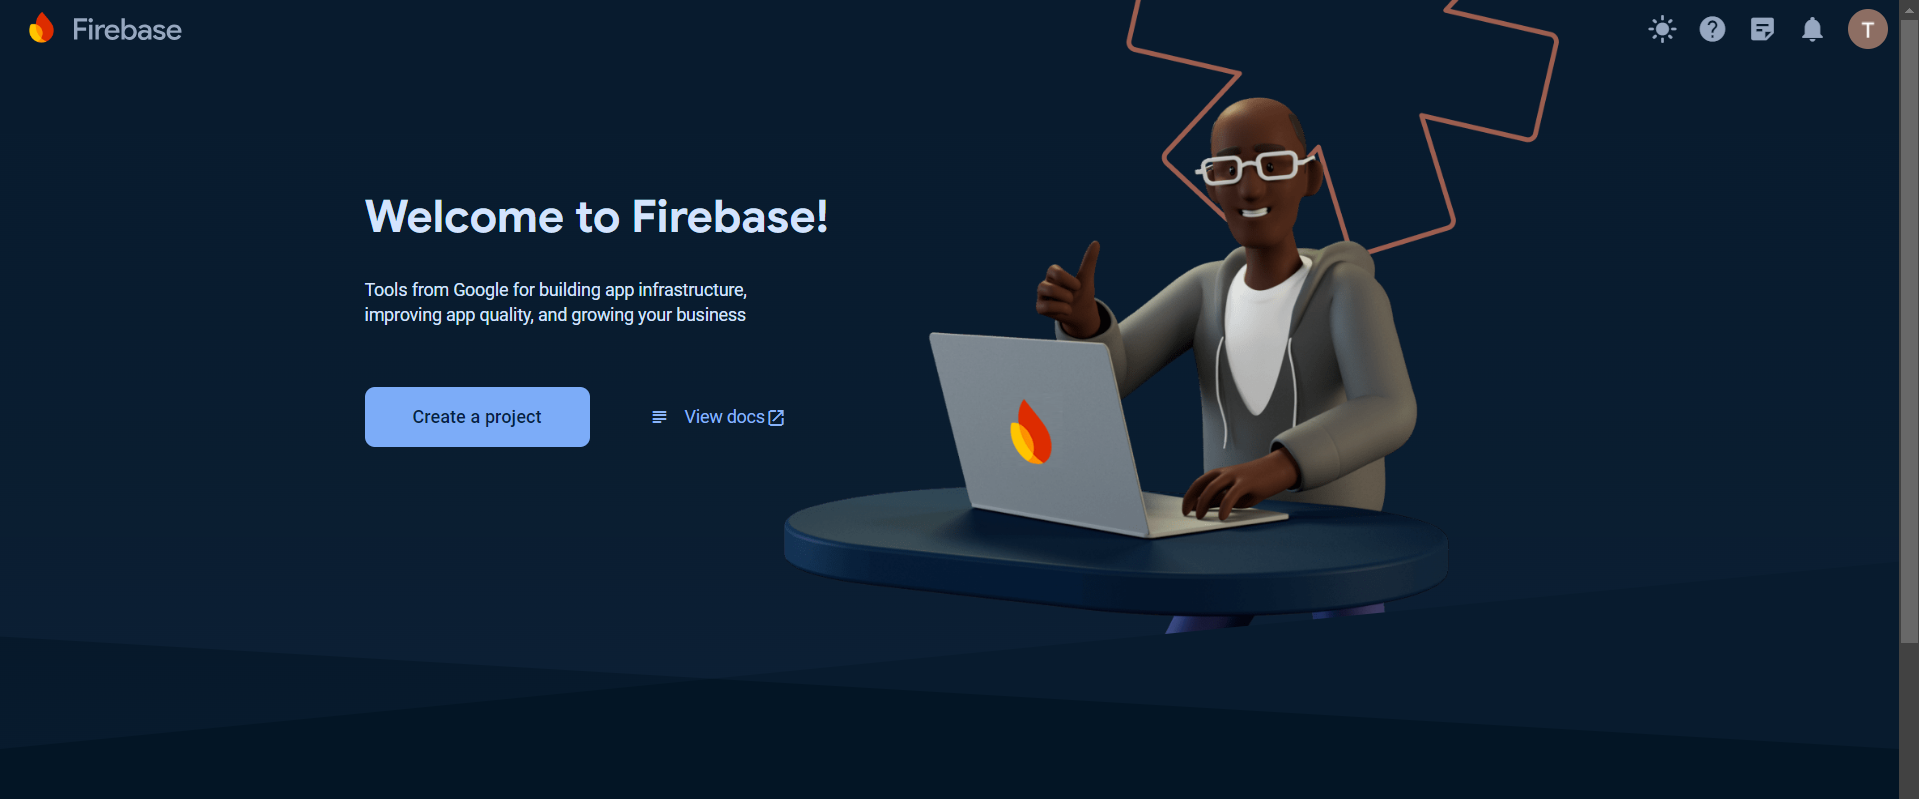 Firebase
T
Welcome to Firebase!
Tools from Google for building app infrastructure,
improving app quality, and growing your business
Create a project
View docs